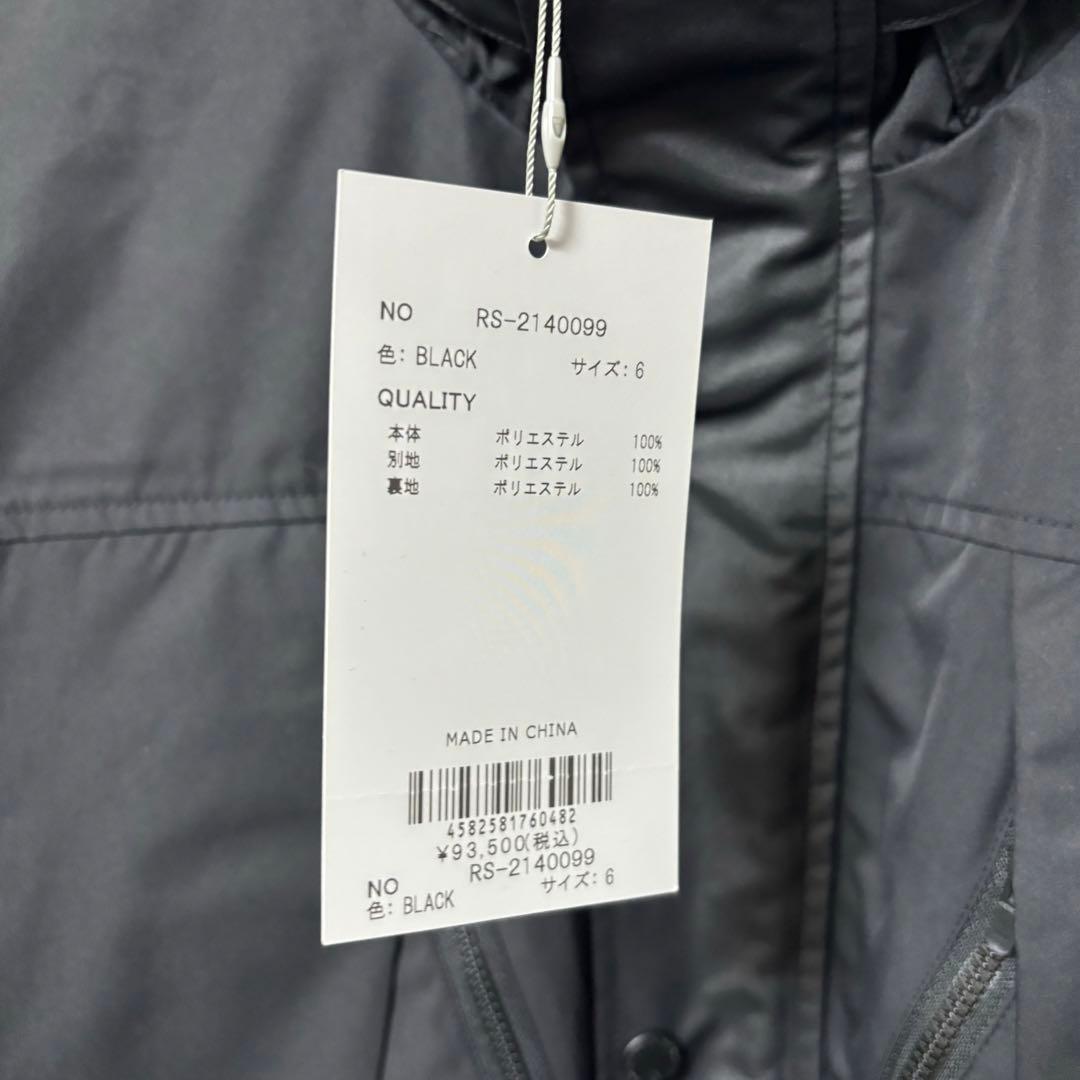 NO RS-2140099
色: BLACK サイズ: 6
QUALITY
本体 ポリエステル 100%
別地 ポリエステル 100%
裏地 ポリエステル 100%
MADE IN CHINA
4582581760482
¥93,500(税込)
NO RS-2140099
色: BLACK サイズ: 6